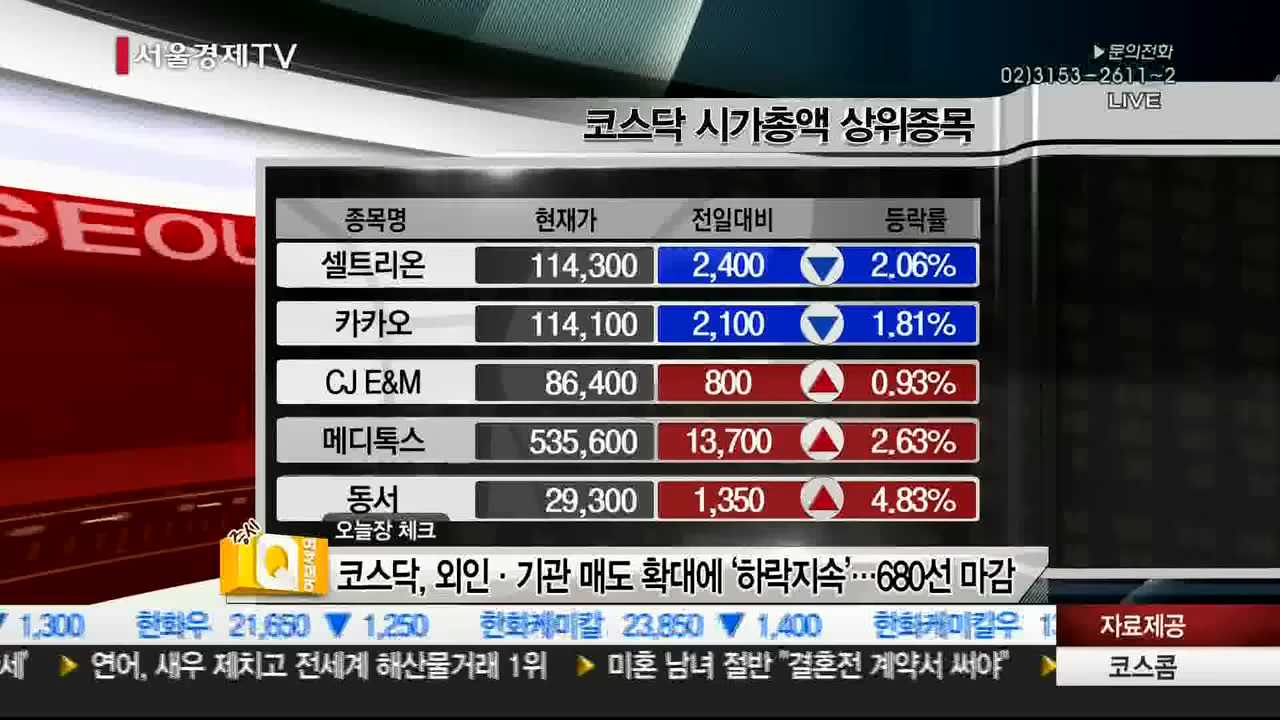 서울경제TV
▶문의전화
02)3153-2611~2
LIVE
코스닥 시가총액 상위종목
SEOU
종목명 현재가 전일대비 등락률
셀트리온 114,300 2,400 ▼ 2.06%
카카오 114,100 2,100 ▼ 1.81%
CJ E&M 86,400 800 ▲ 0.93%
메디톡스 535,600 13,700 ▲ 2.63%
동서 29,300 1,350 ▲ 4.83%
오늘장 체크
증시 Q
코스닥, 외인·기관 매도 확대에 '하락지속'…680선 마감
▼ 1,300 한화우 21,650 ▼ 1,250 한화케미칼 23,850 ▼ 1,400 한화케미칼우
자료제공
세' ▶ 연어, 새우 제치고 전세계 해산물거래 1위 ▶ 미혼 남녀 절반 "결혼전 계약서 써야" ▶
코스콤